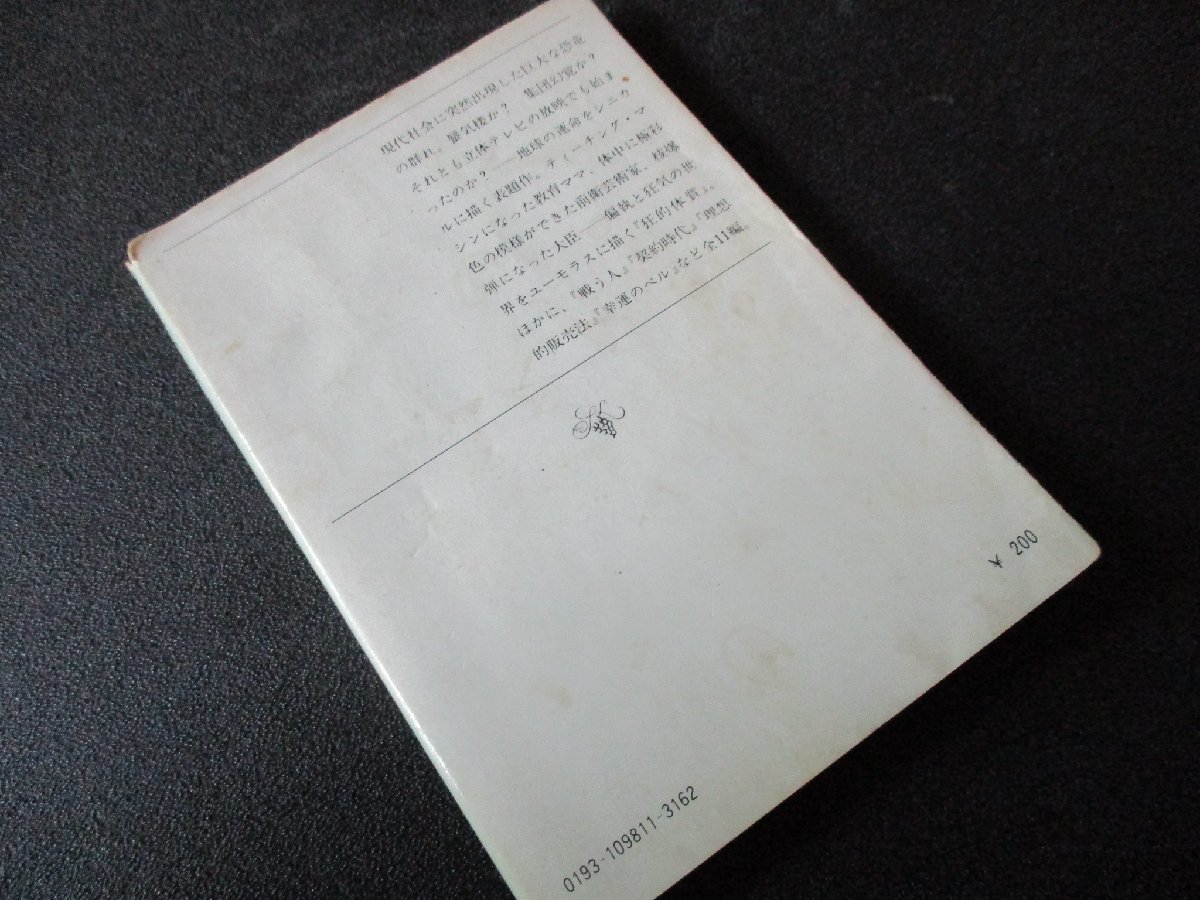 現代社会に突然出現した巨大な恐竜
の群れ。蜃気楼か? 集団幻覚か?
それとも立体テレビの放映でも始ま
ったのか?——地球の運命をシニカ
ルに描く表題作。ティーチング・マ
シンになった教育ママ、体中に極彩
色の模様ができた前衛芸術家、核爆
弾になった大臣——偏執と狂気の世
界をユーモラスに描く『狂的体質』。
ほかに、『戦う人』『契約時代』『理想
的販売法』『幸運のベル』など全11編。
¥ 200
0193-109811-3162